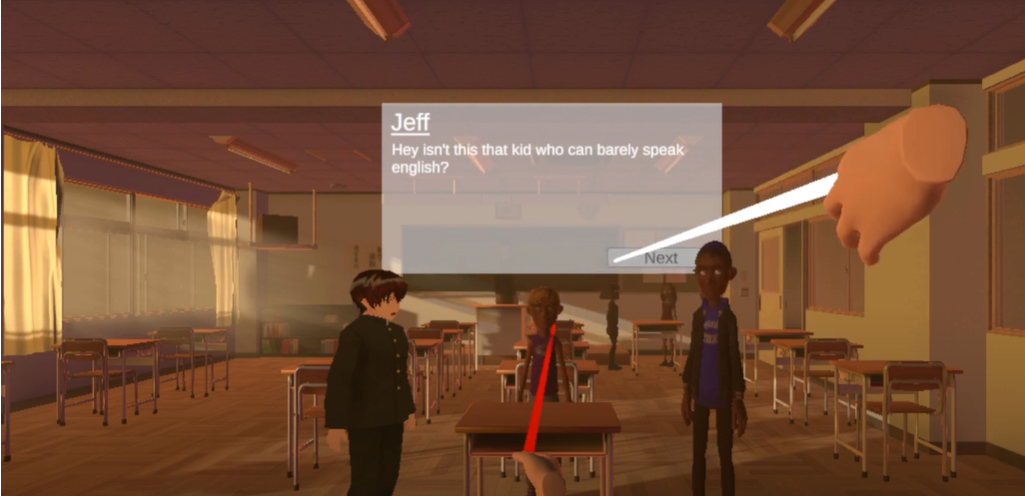 Jeff
Hey isn't this that kid who can barely speak
english?
Next